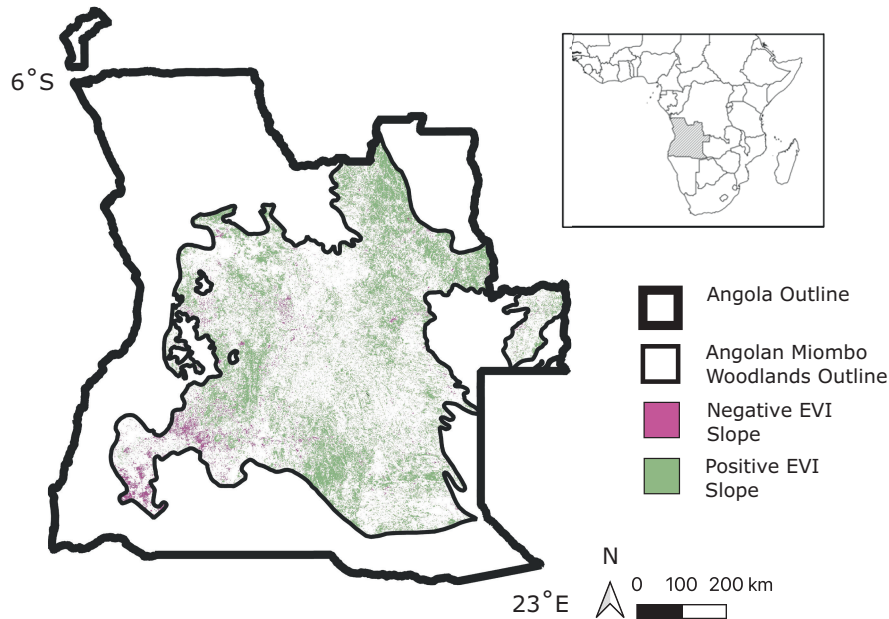 6°S
Angola Outline
Angolan Miombo
Woodlands Outline
Negative EVI
Slope
Positive EVI
Slope
N
0 100 200 km
23°E